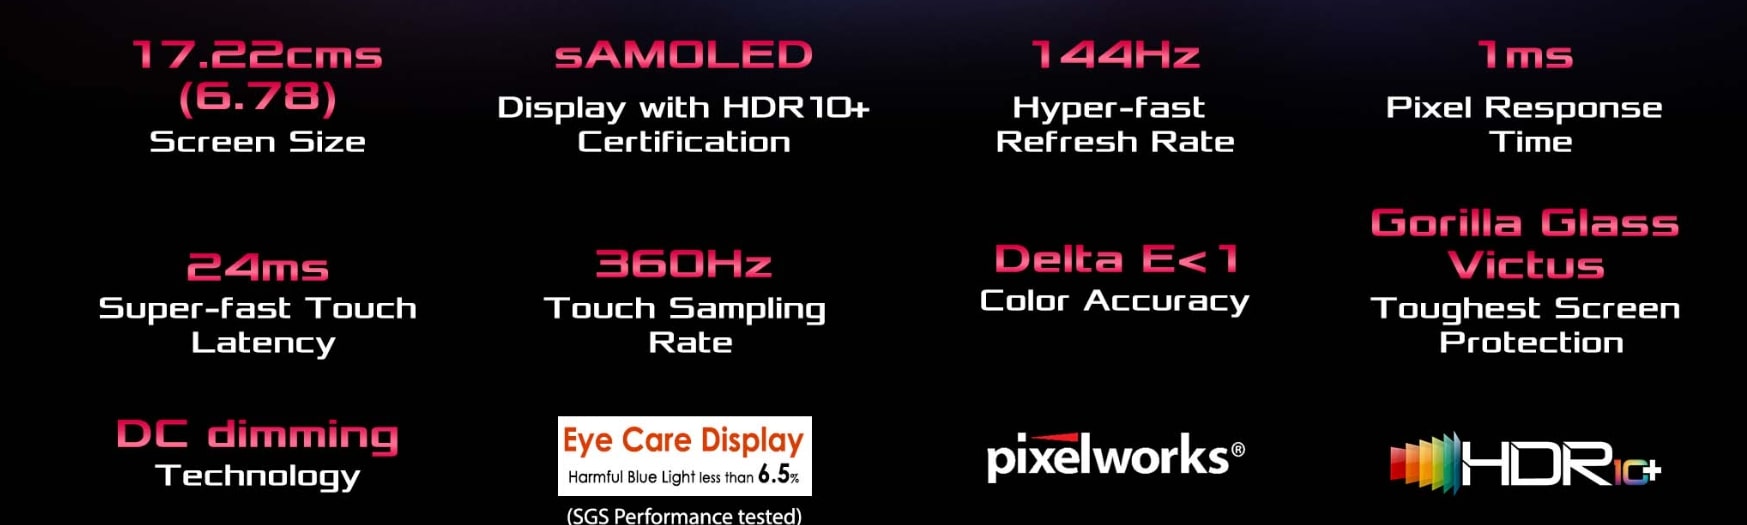 17.22cms
(6.78)
Screen Size
sAMOLED
Display with HDR10+
Certification
144Hz
Hyper-fast
Refresh Rate
1ms
Pixel Response
Time
24ms
Super-fast Touch
Latency
360Hz
Touch Sampling
Rate
Delta E<1
Color Accuracy
Gorilla Glass
Victus
Toughest Screen
Protection
DC dimming
Technology
Eye Care Display
Harmful Blue Light less than 6.5%
(SGS Performance tested)
pixelworks®
HDR10+